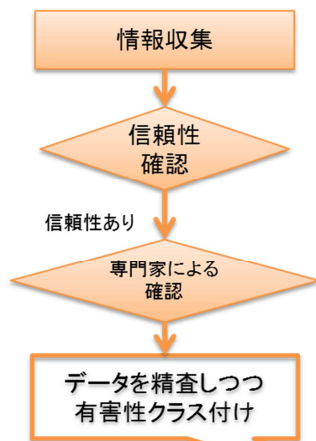 情報収集
信頼性
確認
信頼性あり
専門家による
確認
データを精査しつつ
有害性クラス付け